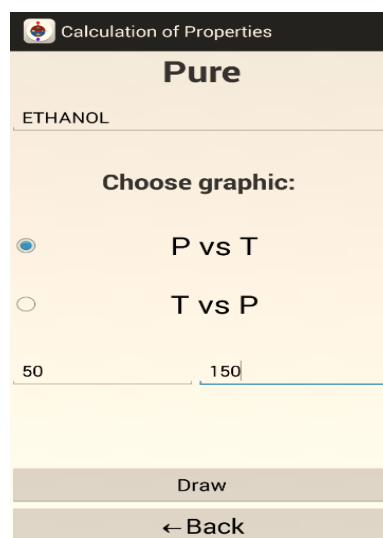 Calculation of Properties
Pure
ETHANOL
Choose graphic:
P vs T
T vs P
50 150
Draw
←Back